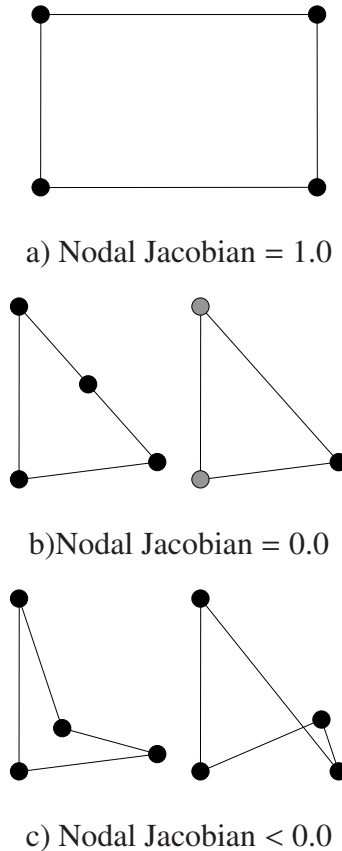 a) Nodal Jacobian = 1.0
b)Nodal Jacobian = 0.0
c) Nodal Jacobian < 0.0